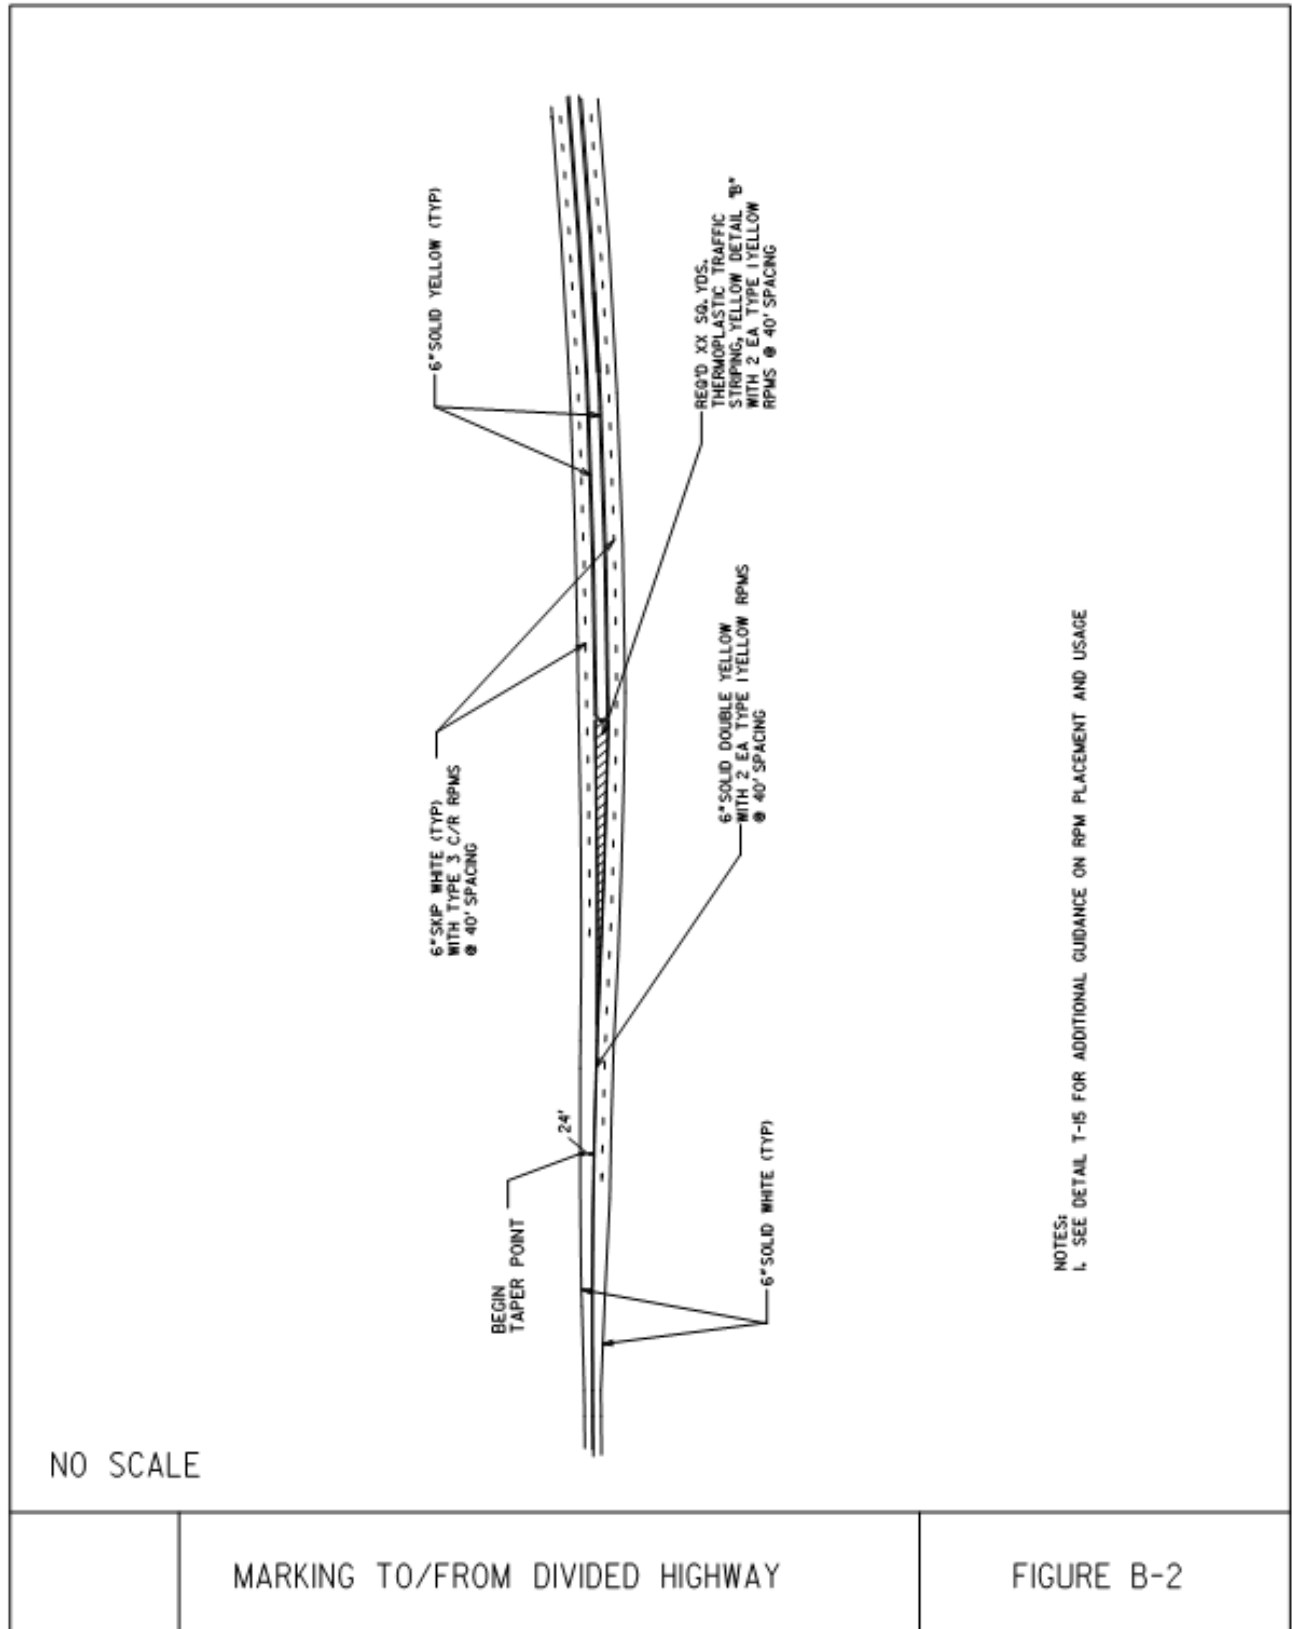 6" SOLID YELLOW (TYP)
REQ'D XX SQ. YDS.
THERMOPLASTIC TRAFFIC
STRIPING, YELLOW DETAIL "B"
WITH 2 EA TYPE 1 YELLOW
RPMS @ 40' SPACING
6" SKIP WHITE (TYP)
WITH TYPE 3 C/R RPMS
@ 40' SPACING
6" SOLID DOUBLE YELLOW
WITH 2 EA TYPE 1 YELLOW RPMS
@ 40' SPACING
24'
BEGIN
TAPER POINT
6" SOLID WHITE (TYP)
NOTES:
1. SEE DETAIL T-15 FOR ADDITIONAL GUIDANCE ON RPM PLACEMENT AND USAGE
NO SCALE
MARKING TO/FROM DIVIDED HIGHWAY
FIGURE B-2